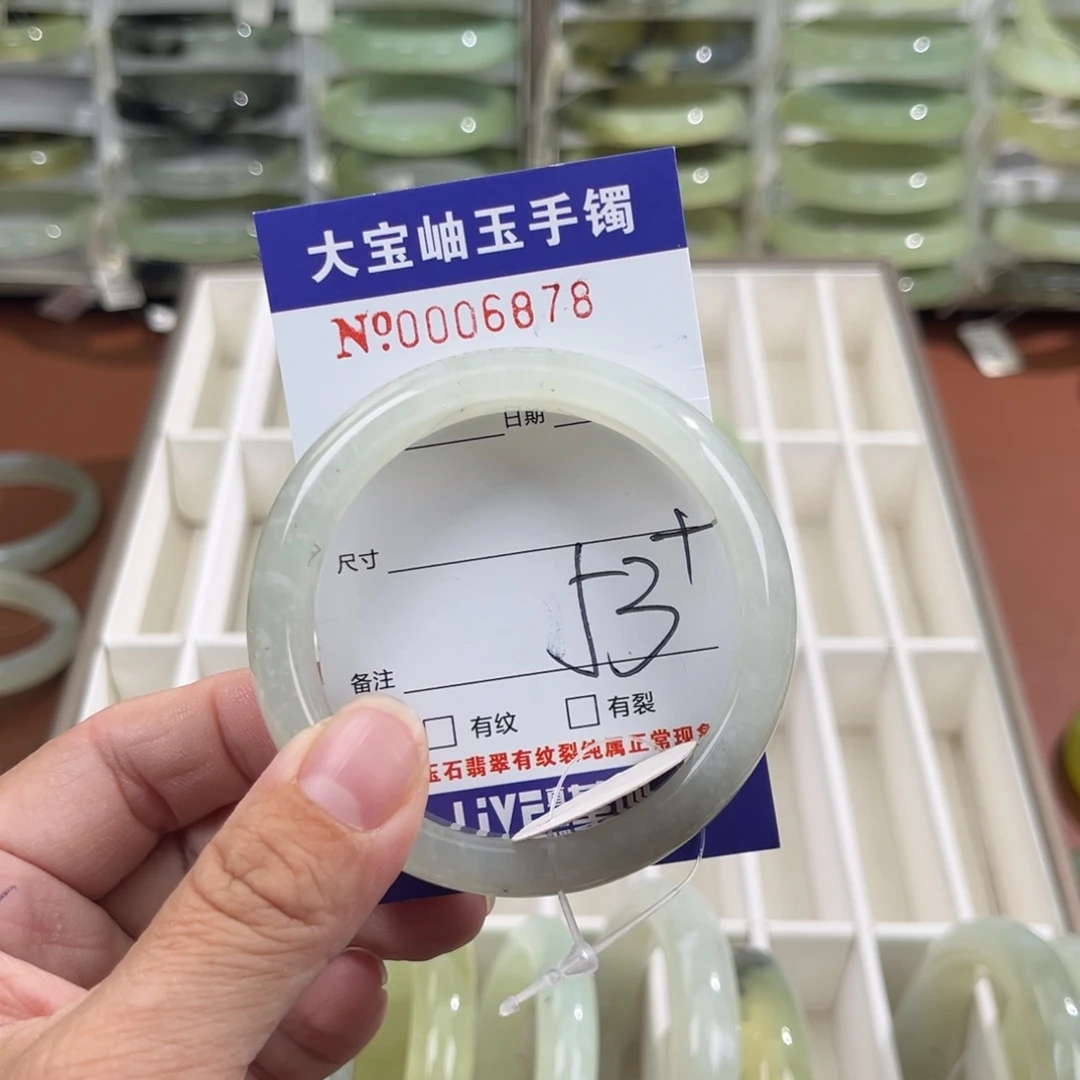 大宝岫玉手镯
№0006878
日期
尺寸
53+
备注
□ 有纹 □ 有裂
玉石翡翠有纹裂纯属正常现象
LiVE